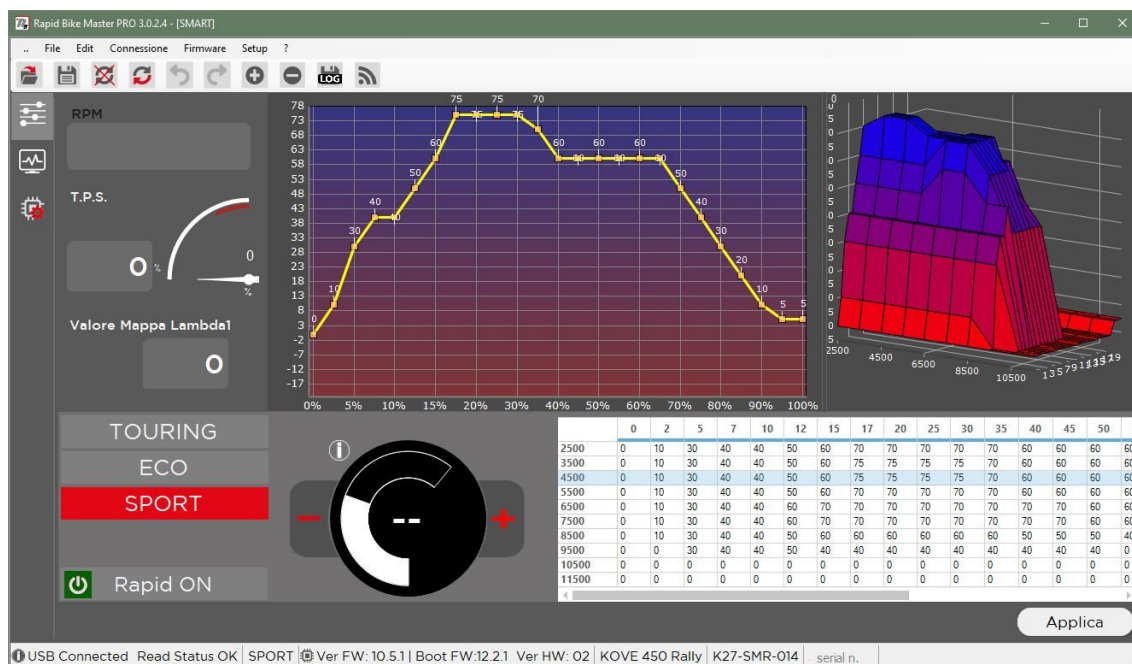 Rapid Bike Master PRO 3.0.2.4 - [SMART]
.. File Edit Connessione Firmware Setup ?
LOG
RPM
T.P.S.
0 %
0
%
Valore Mappa Lambda1
0
78
73
68
63
58
53
48
43
38
33
28
23
18
13
8
3
-2
-7
-12
-17
0 10 30 40 50 60 75 75 70 60 60 60 50 40 30 20 10 5 5
0% 5% 10% 15% 20% 30% 40% 50% 60% 70% 80% 90% 100%
2500 4500 6500 8500 10500
TOURING
ECO
SPORT
Rapid ON
--
0 2 5 7 10 12 15 17 20 25 30 35 40 45 50
2500 0 10 30 40 40 50 60 70 70 70 70 70 60 60 60 60
3500 0 10 30 40 40 50 60 75 75 75 75 70 60 60 60 60
4500 0 10 30 40 40 50 60 75 75 75 75 70 60 60 60 60
5500 0 10 30 40 40 50 60 70 70 70 70 70 60 60 60 60
6500 0 10 30 40 40 60 70 70 70 70 70 70 70 60 60 60
7500 0 10 30 40 40 60 70 70 70 70 70 70 70 70 60 60
8500 0 10 30 40 40 50 60 60 60 60 60 60 50 50 50 40
9500 0 0 30 40 40 50 40 40 40 40 40 40 40 40 40 0
10500 0 0 0 0 0 0 0 0 0 0 0 0 0 0 0 0
11500 0 0 0 0 0 0 0 0 0 0 0 0 0 0 0 0
Applica
USB Connected Read Status OK SPORT Ver FW: 10.5.1 | Boot FW:12.2.1 Ver HW: 02 KOVE 450 Rally K27-SMR-014 serial n.